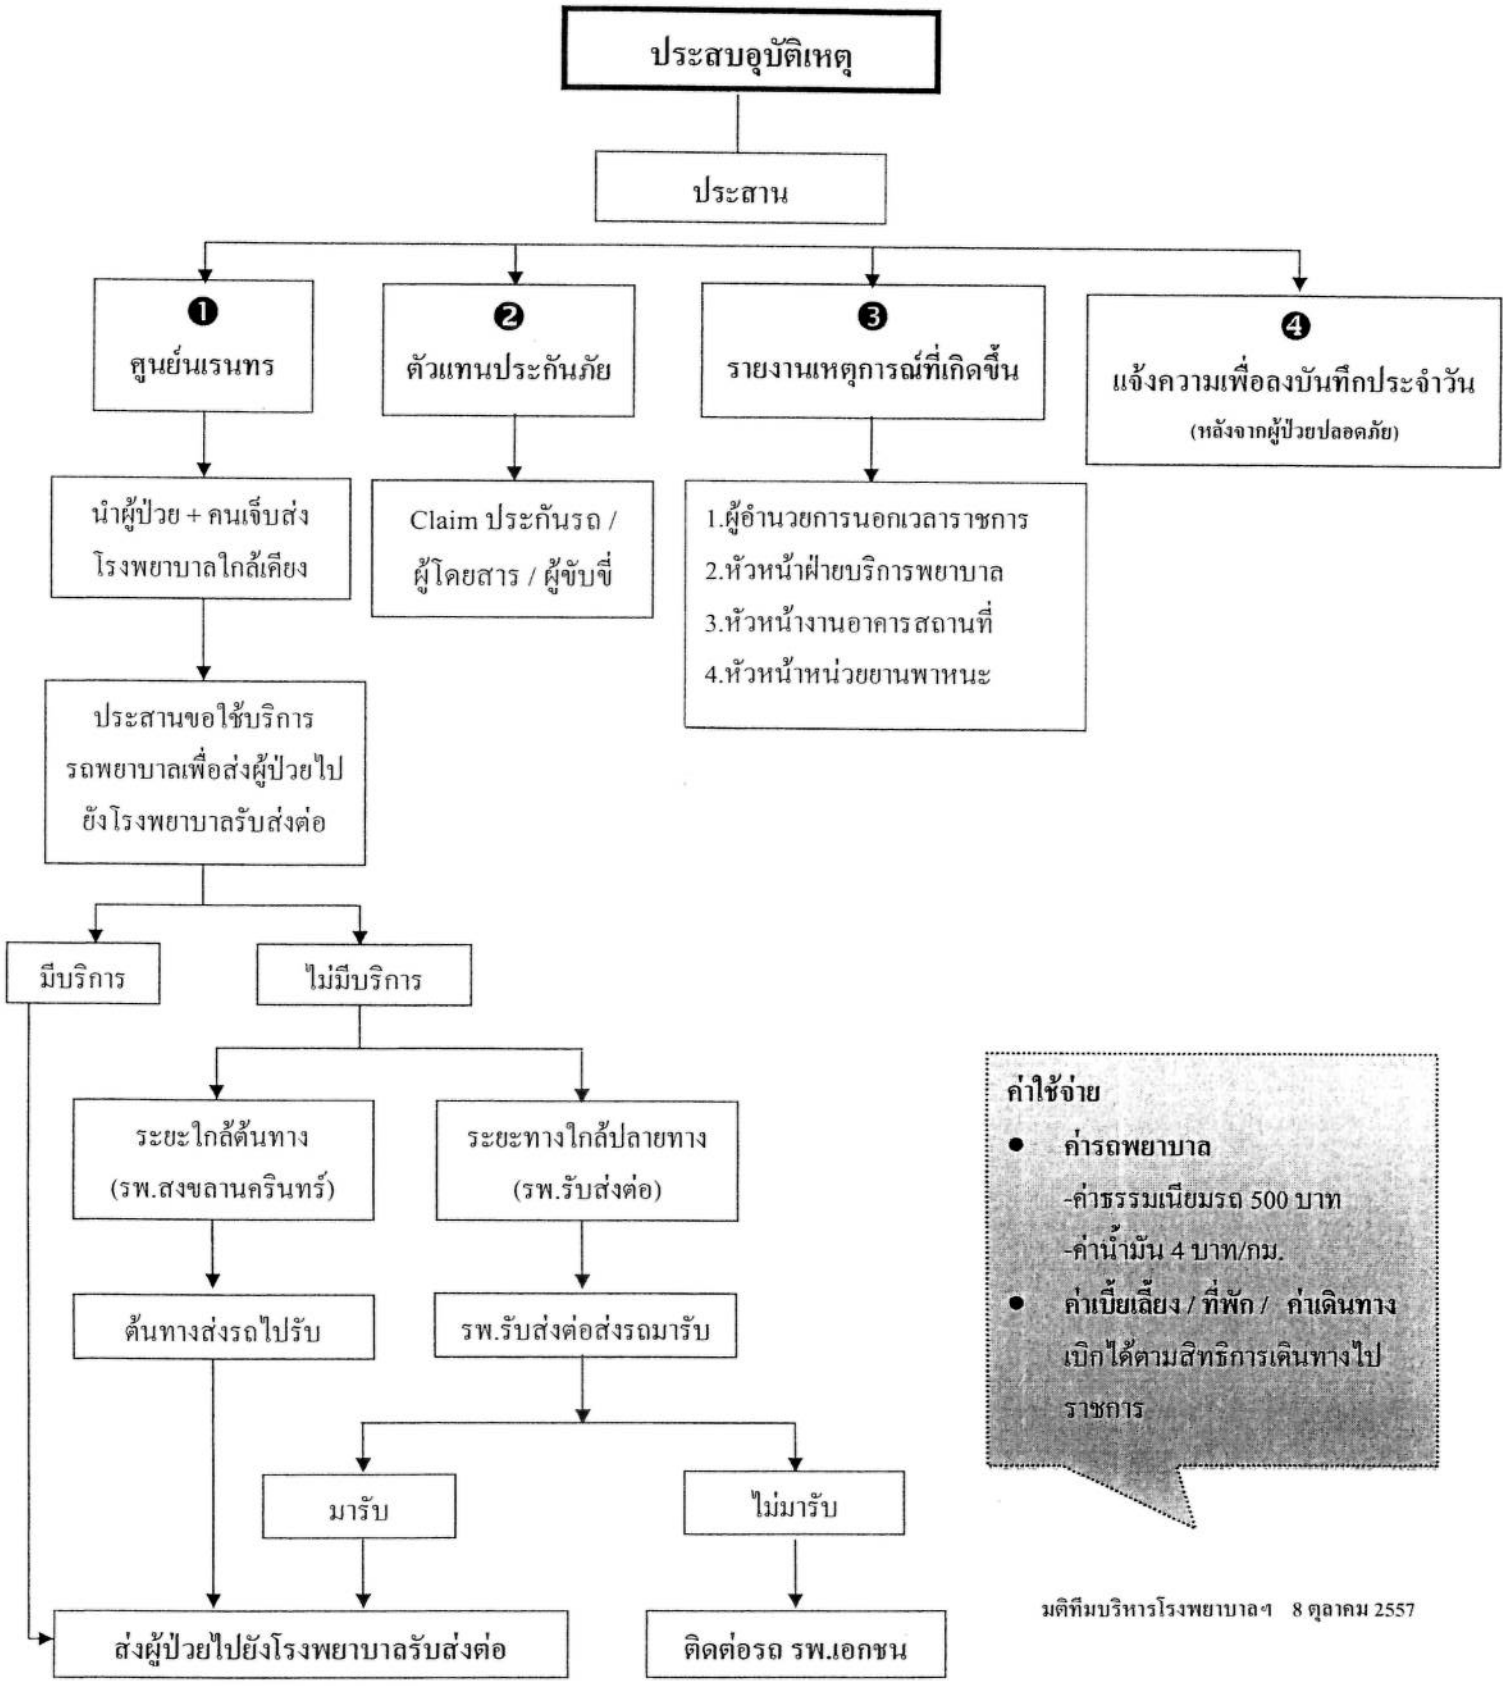 ประสบอุบัติเหตุ
ประสาน
❶
ศูนย์นเรนทร
❷
ตัวแทนประกันภัย
❸
รายงานเหตุการณ์ที่เกิดขึ้น
❹
แจ้งความเพื่อลงบันทึกประจำวัน
(หลังจากผู้ป่วยปลอดภัย)
นำผู้ป่วย + คนเจ็บส่ง
โรงพยาบาลใกล้เคียง
Claim ประกันรถ /
ผู้โดยสาร / ผู้ขับขี่
1.ผู้อำนวยการนอกเวลาราชการ
2.หัวหน้าฝ่ายบริการพยาบาล
3.หัวหน้างานอาคารสถานที่
4.หัวหน้าหน่วยยานพาหนะ
ประสานขอใช้บริการ
รถพยาบาลเพื่อส่งผู้ป่วยไป
ยังโรงพยาบาลรับส่งต่อ
มีบริการ
ไม่มีบริการ
ระยะใกล้ต้นทาง
(รพ.สงขลานครินทร์)
ระยะทางใกล้ปลายทาง
(รพ.รับส่งต่อ)
ต้นทางส่งรถไปรับ
รพ.รับส่งต่อส่งรถมารับ
มารับ
ไม่มารับ
ส่งผู้ป่วยไปยังโรงพยาบาลรับส่งต่อ
ติดต่อรถ รพ.เอกชน
ค่าใช้จ่าย
● ค่ารถพยาบาล
-ค่าธรรมเนียมรถ 500 บาท
-ค่าน้ำมัน 4 บาท/กม.
● ค่าเบี้ยเลี้ยง / ที่พัก / ค่าเดินทาง
เบิกได้ตามสิทธิการเดินทางไป
ราชการ
มติทีมบริหารโรงพยาบาลฯ 8 ตุลาคม 2557